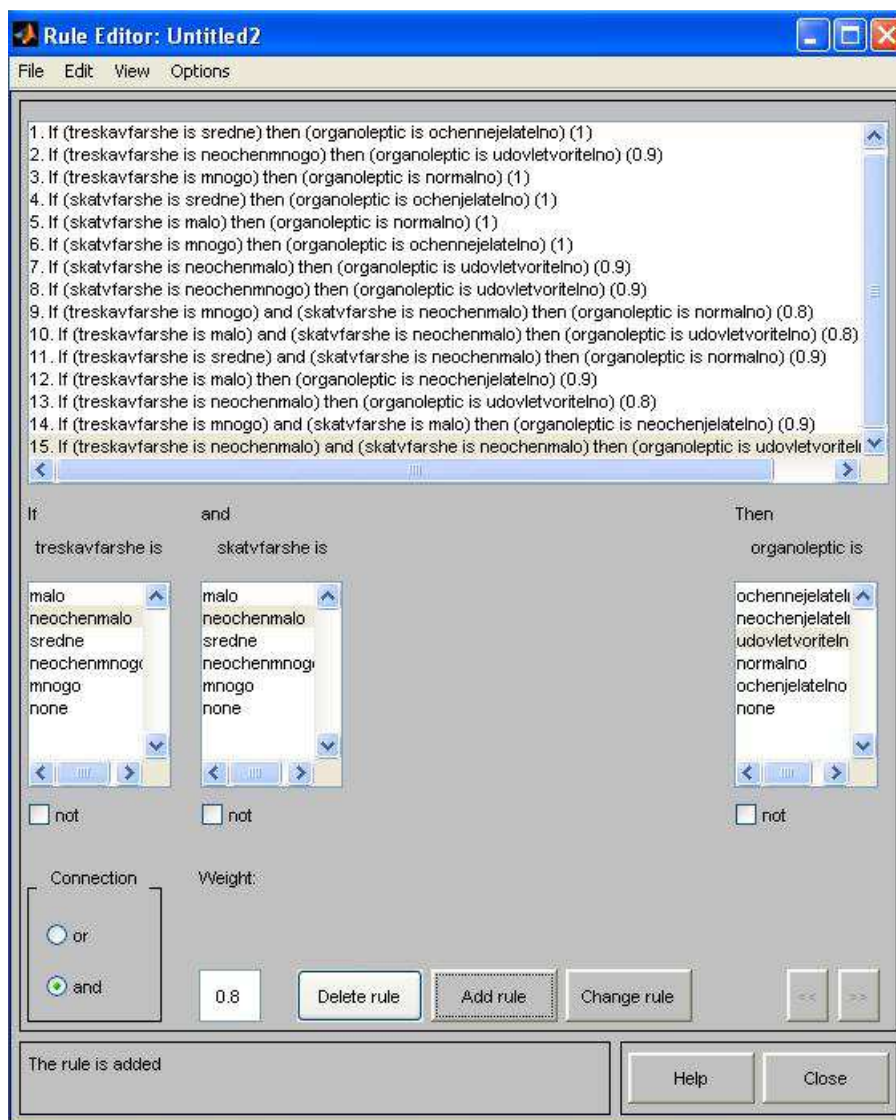 Rule Editor: Untitled2
File Edit View Options
1. If (treskavfarshe is sredne) then (organoleptic is ochennejelatelno) (1)
2. If (treskavfarshe is neochenmnogo) then (organoleptic is udovletvoritelno) (0.9)
3. If (treskavfarshe is mnogo) then (organoleptic is normalno) (1)
4. If (skatvfarshe is sredne) then (organoleptic is ochenjelatelno) (1)
5. If (skatvfarshe is malo) then (organoleptic is normalno) (1)
6. If (skatvfarshe is mnogo) then (organoleptic is ochennejelatelno) (1)
7. If (skatvfarshe is neochenmalo) then (organoleptic is udovletvoritelno) (0.9)
8. If (skatvfarshe is neochenmnogo) then (organoleptic is udovletvoritelno) (0.9)
9. If (treskavfarshe is mnogo) and (skatvfarshe is neochenmalo) then (organoleptic is normalno) (0.8)
10. If (treskavfarshe is malo) and (skatvfarshe is neochenmalo) then (organoleptic is udovletvoritelno) (0.8)
11. If (treskavfarshe is sredne) and (skatvfarshe is neochenmalo) then (organoleptic is normalno) (0.9)
12. If (treskavfarshe is malo) then (organoleptic is neochenjelatelno) (0.9)
13. If (treskavfarshe is neochenmalo) then (organoleptic is udovletvoritelno) (0.8)
14. If (treskavfarshe is mnogo) and (skatvfarshe is malo) then (organoleptic is neochenjelatelno) (0.9)
15. If (treskavfarshe is neochenmalo) and (skatvfarshe is neochenmalo) then (organoleptic is udovletvoriteln
If and Then
treskavfarshe is skatvfarshe is organoleptic is
malo malo ochennejelatel
neochenmalo neochenmalo neochenjelatel
sredne sredne udovletvoriteln
neochenmnogo neochenmnog normalno
mnogo mnogo ochenjelatelno
none none none
not not not
Connection Weight:
or
and 0.8 Delete rule Add rule Change rule << >>
The rule is added Help Close